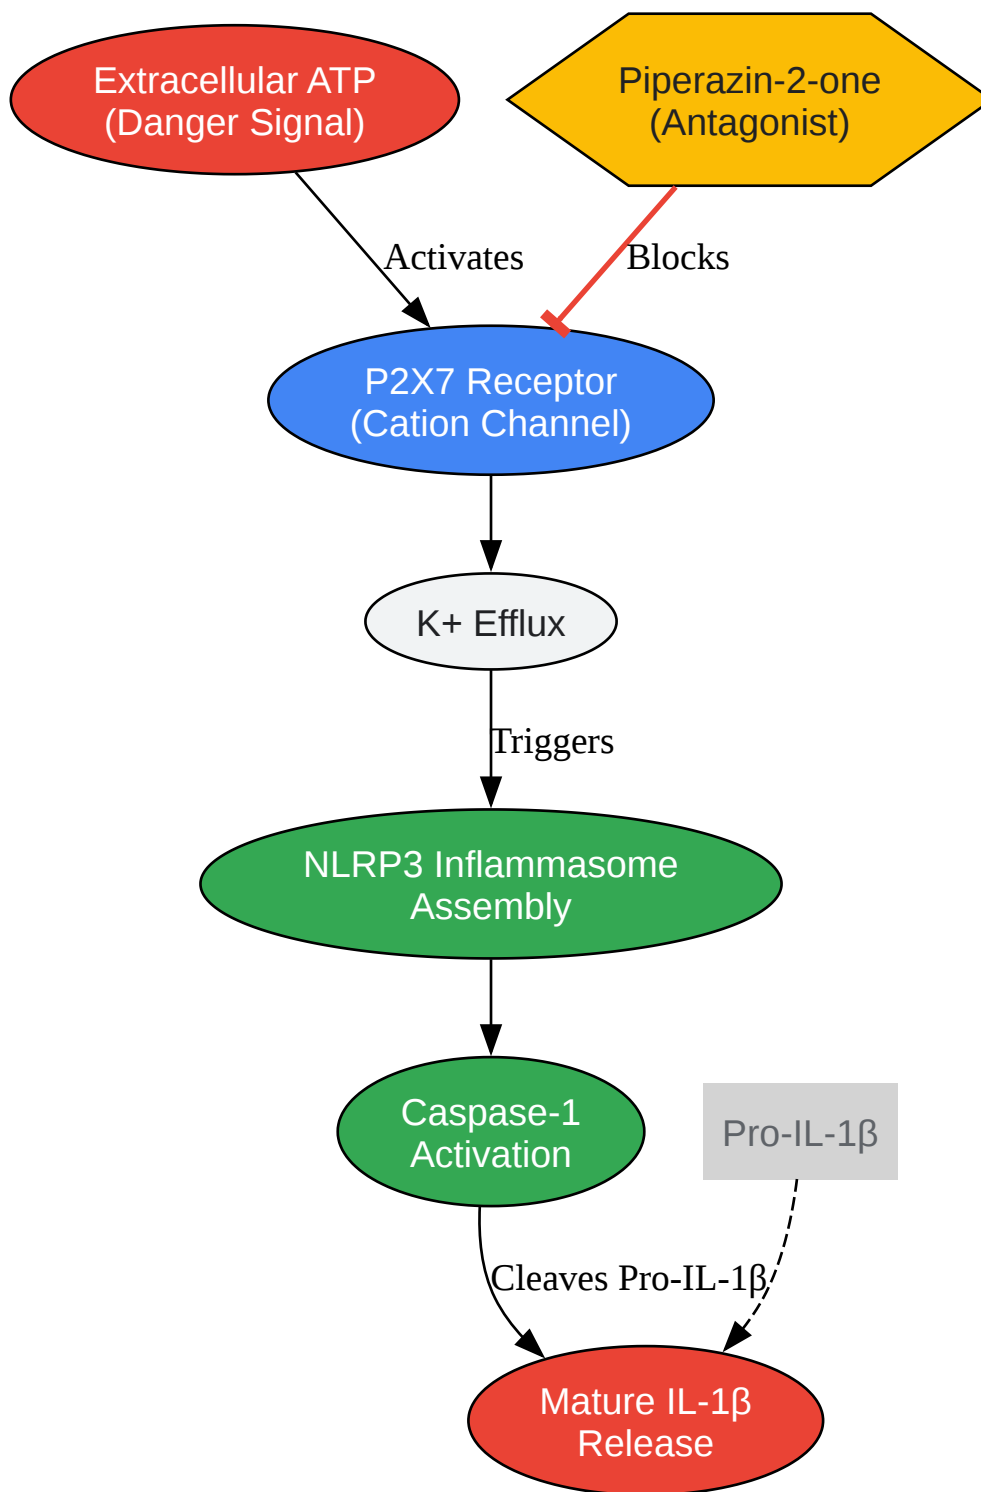 Extracellular ATP
(Danger Signal)
Piperazin-2-one
(Antagonist)
Activates
Blocks
P2X7 Receptor
(Cation Channel)
K+ Efflux
Triggers
NLRP3 Inflammasome
Assembly
Caspase-1
Activation
Pro-IL-1β
Cleaves Pro-IL-1β
Mature IL-1β
Release